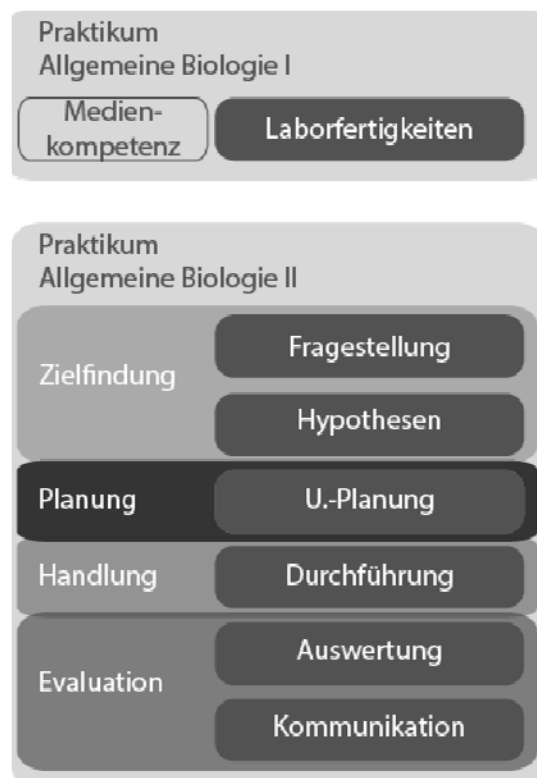 Praktikum
Allgemeine Biologie I
Medien-
kompetenz
Laborfertigkeiten
Praktikum
Allgemeine Biologie II
Zielfindung
Fragestellung
Hypothesen
Planung
U.-Planung
Handlung
Durchführung
Evaluation
Auswertung
Kommunikation